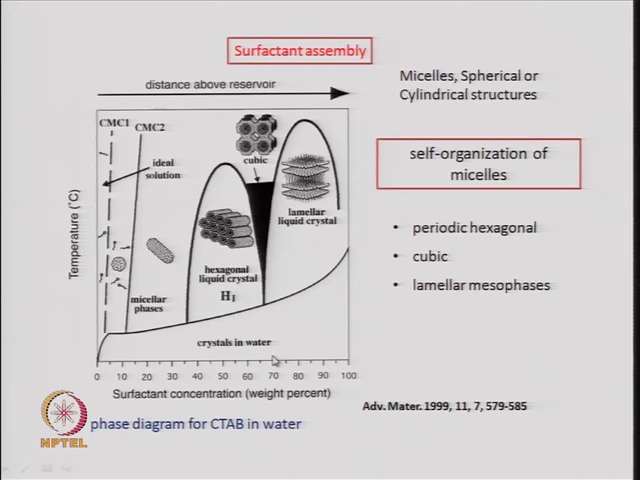 Surfactant assembly
distance above reservoir
Micelles, Spherical or
Cylindrical structures
CMC1
CMC2
ideal
solution
cubic
lamellar
liquid crystal
hexagonal
liquid crystal
H1
micellar
phases
crystals in water
Temperature (°C)
0 10 20 30 40 50 60 70 80 90 100
Surfactant concentration (weight percent)
self-organization of
micelles
• periodic hexagonal
• cubic
• lamellar mesophases
Adv. Mater. 1999, 11, 7, 579-585
phase diagram for CTAB in water
NPTEL